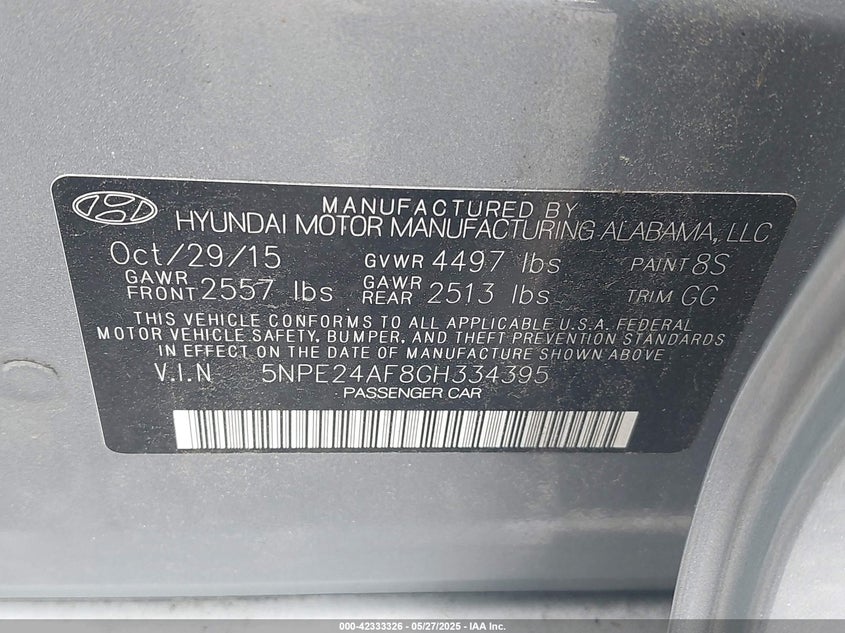 MANUFACTURED BY
HYUNDAI MOTOR MANUFACTURING ALABAMA, LLC
Oct/29/15 GVWR 4497 lbs PAINT 8S
GAWR FRONT 2557 lbs GAWR REAR 2513 lbs TRIM GG
THIS VEHICLE CONFORMS TO ALL APPLICABLE U.S.A. FEDERAL
MOTOR VEHICLE SAFETY, BUMPER, AND THEFT PREVENTION STANDARDS
IN EFFECT ON THE DATE OF MANUFACTURE SHOWN ABOVE
V.I.N 5NPE24AF8GH334395
PASSENGER CAR
000-42333326 - 05/27/2025 - IAA Inc.